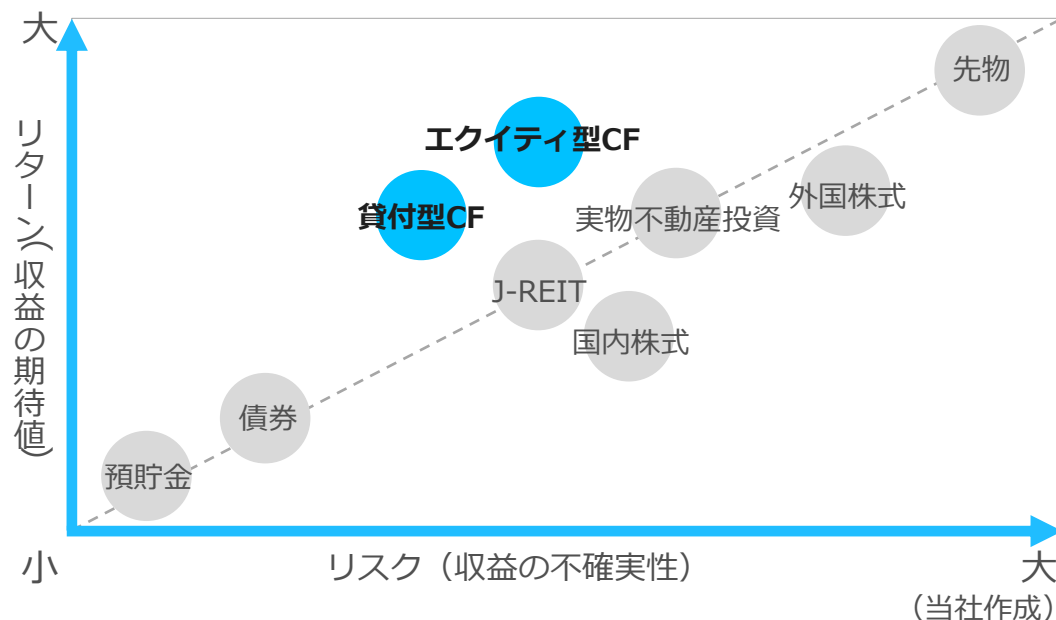 大
先物
エクイティ型CF
外国株式
貸付型CF
実物不動産投資
J-REIT
国内株式
債券
預貯金
リターン(収益の期待値)
小
リスク（収益の不確実性）
大
（当社作成）